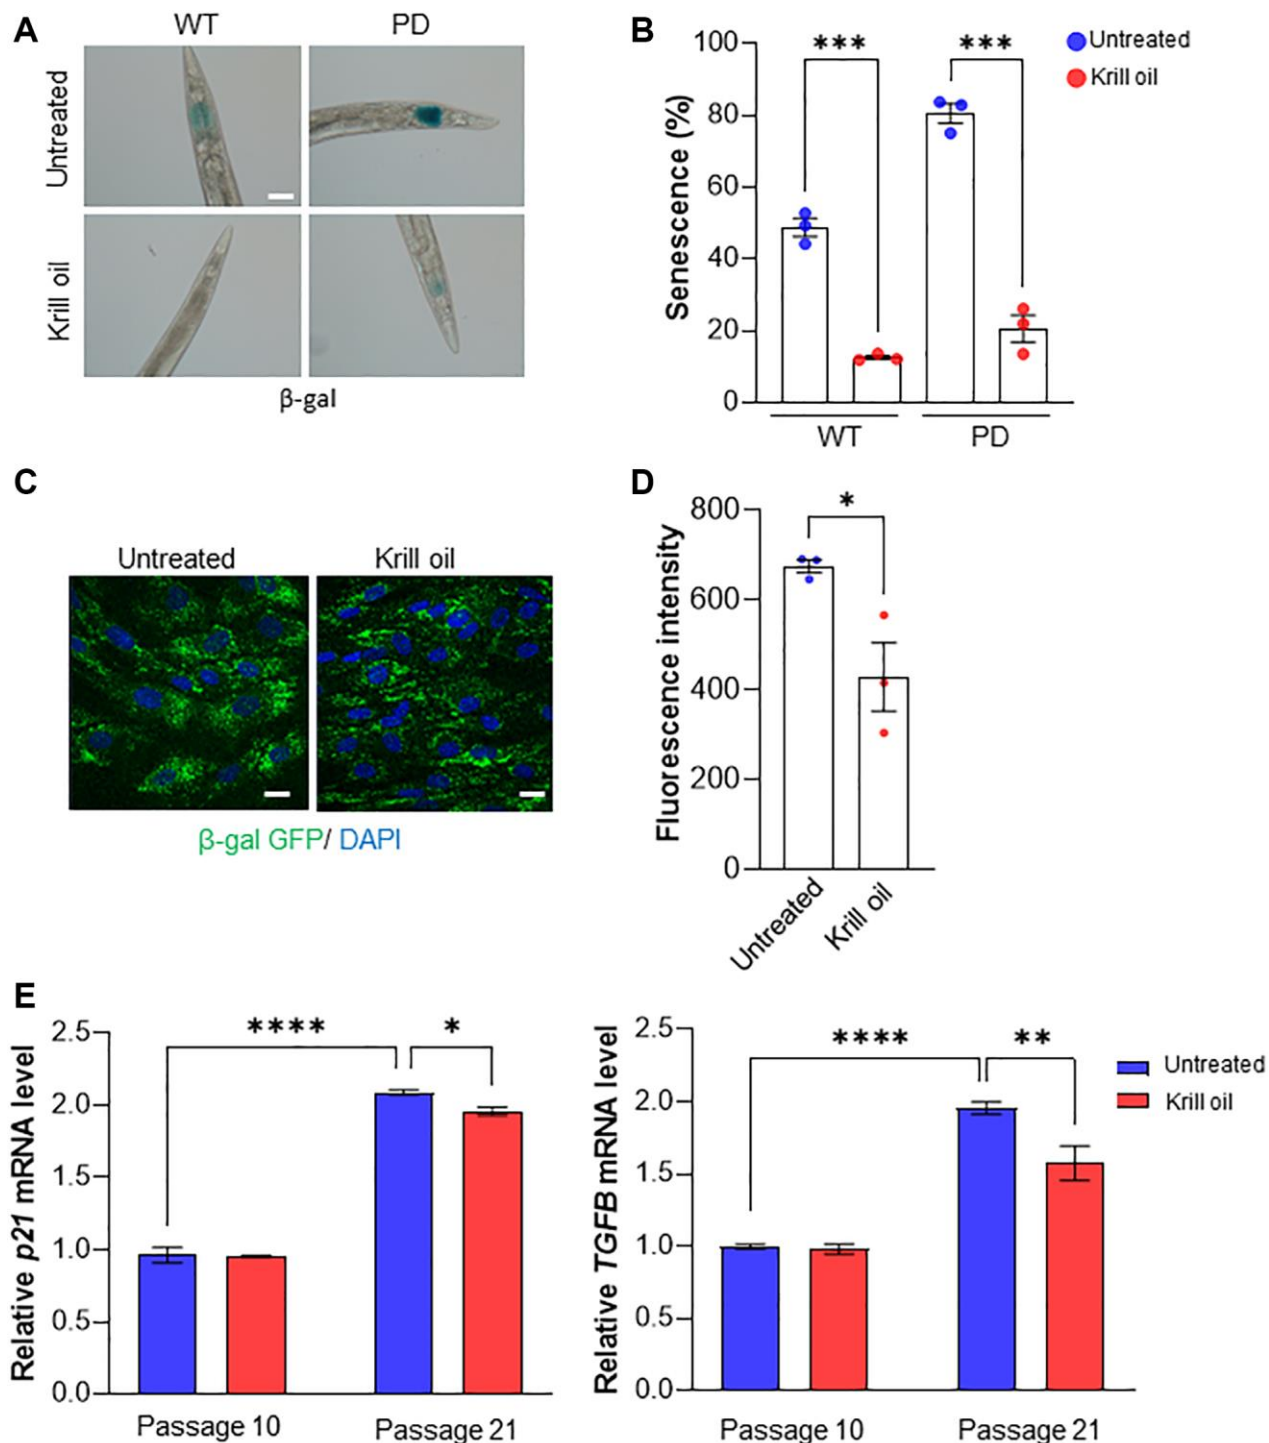 A
WT
PD
Untreated
Krill oil
β-gal
B
Senescence (%)
100
80
60
40
20
0
***
***
Untreated
Krill oil
WT
PD
C
Untreated
Krill oil
β-gal GFP/ DAPI
D
Fluorescence intensity
800
600
400
200
0
*
Untreated
Krill oil
E
Relative p21 mRNA level
2.5
2.0
1.5
1.0
0.5
0.0
****
*
Passage 10
Passage 21
Relative TGFB mRNA level
2.5
2.0
1.5
1.0
0.5
0.0
****
**
Untreated
Krill oil
Passage 10
Passage 21